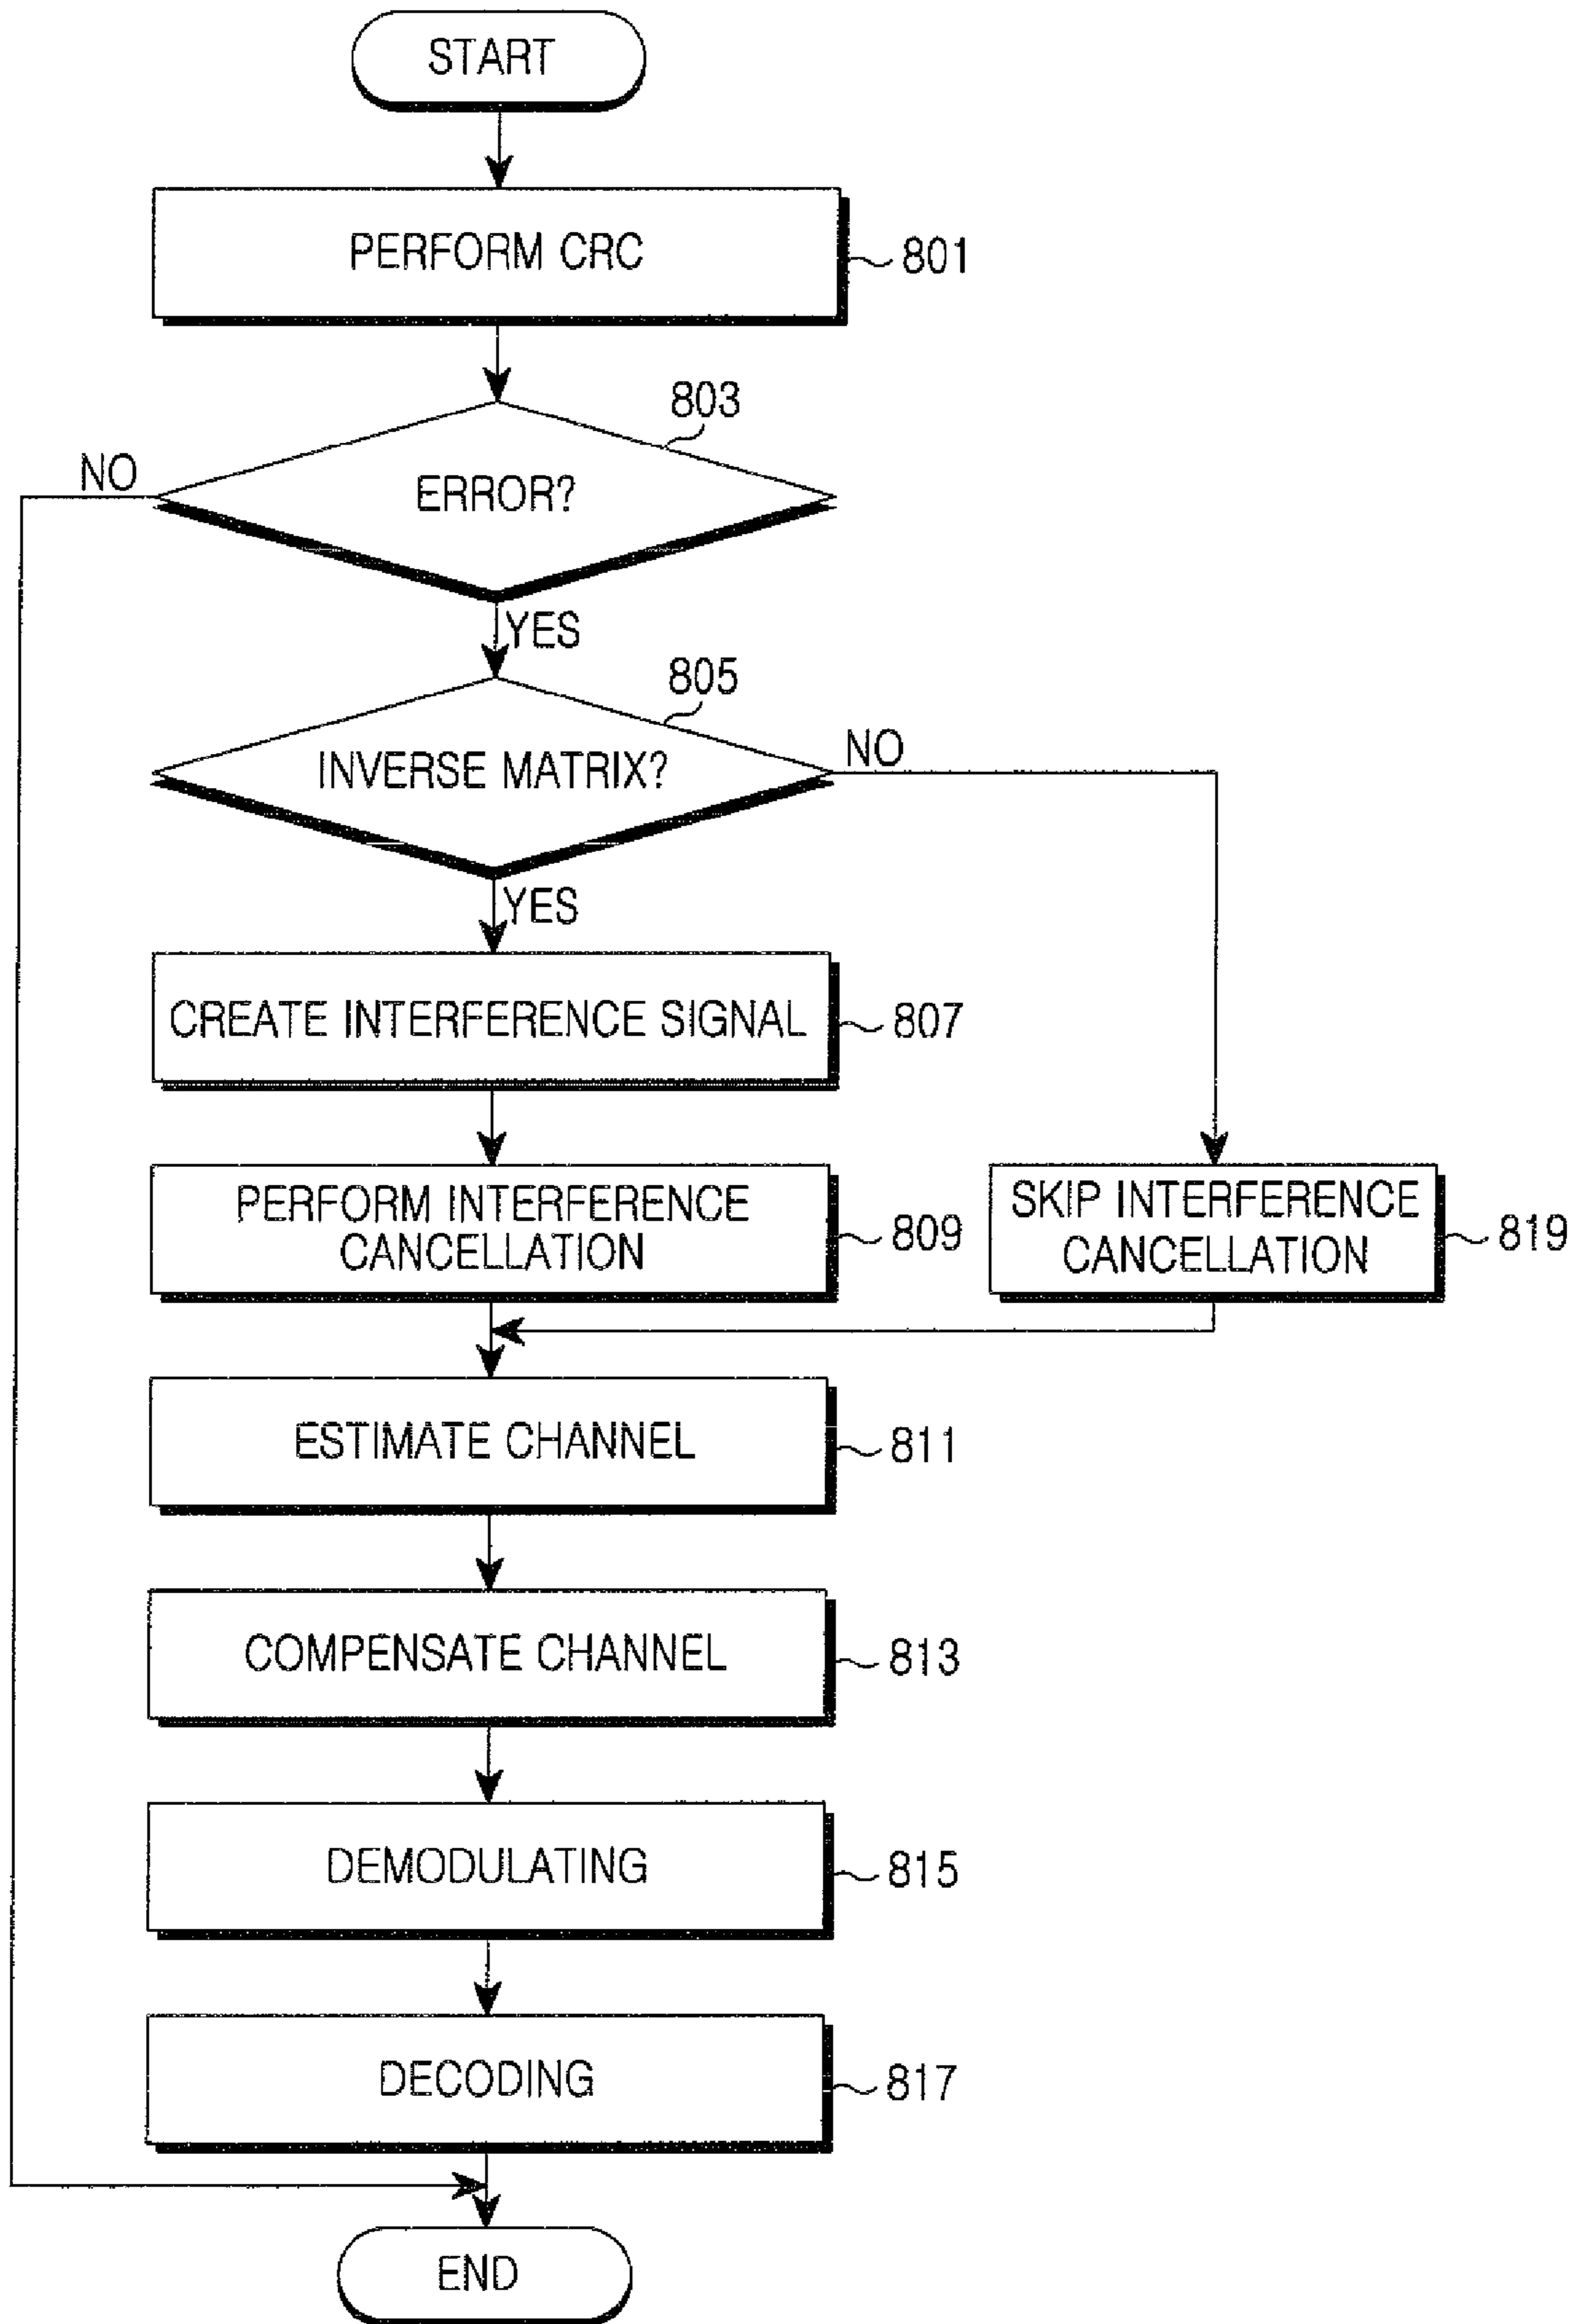 START
PERFORM CRC
801
803
NO
ERROR?
YES
805
INVERSE MATRIX?
NO
YES
CREATE INTERFERENCE SIGNAL
807
PERFORM INTERFERENCE
CANCELLATION
809
SKIP INTERFERENCE
CANCELLATION
819
ESTIMATE CHANNEL
811
COMPENSATE CHANNEL
813
DEMODULATING
815
DECODING
817
END